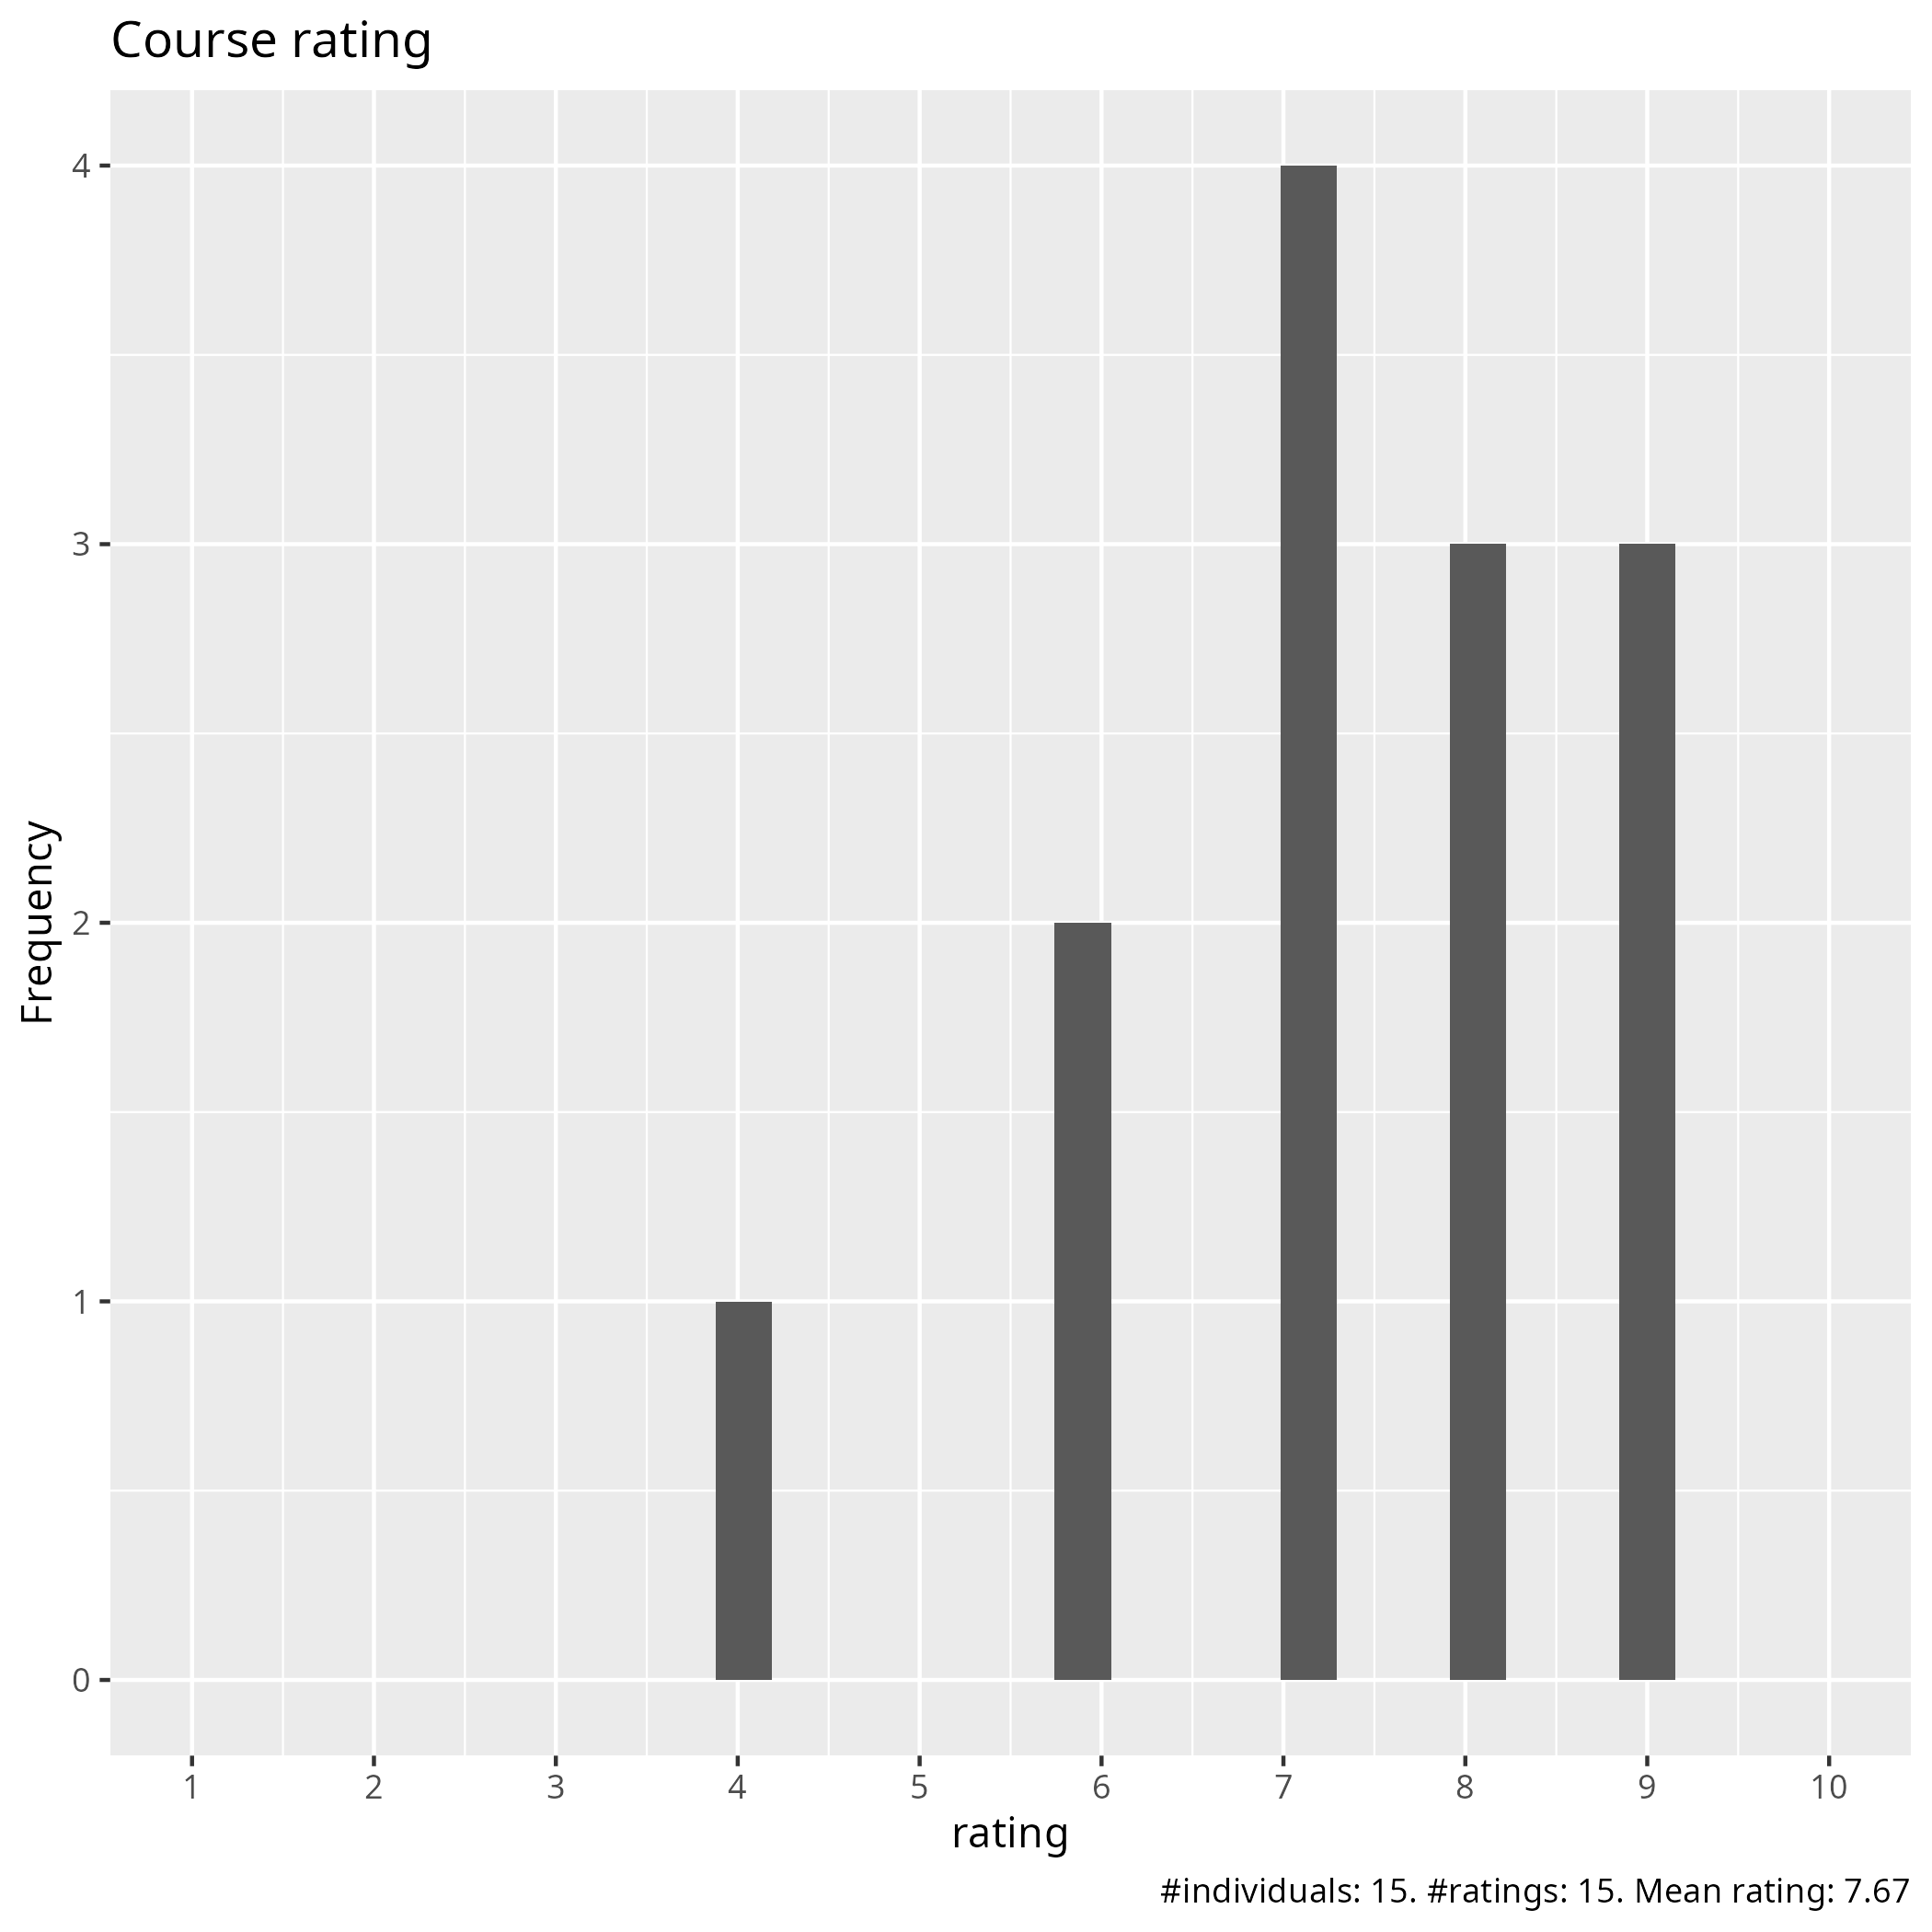 Course rating
4
3
2
1
0
Frequency
1 2 3 4 5 6 7 8 9 10
rating
#individuals: 15. #ratings: 15. Mean rating: 7.67